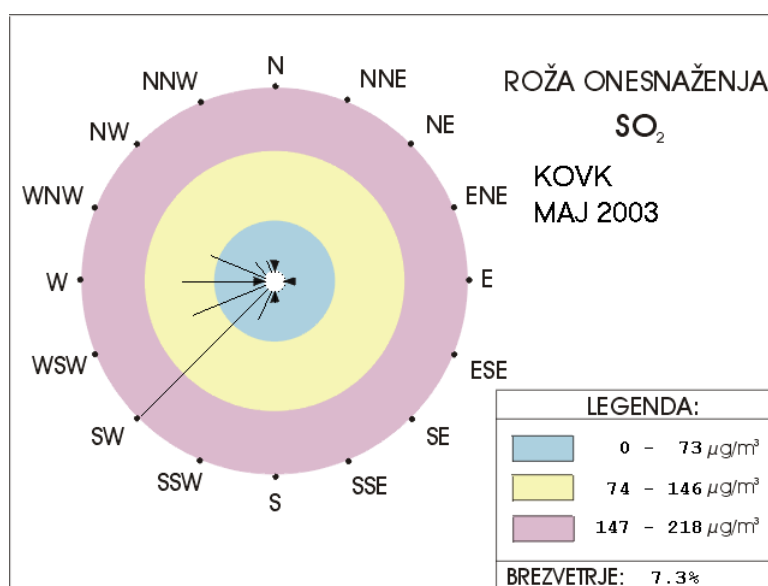 ROŽA ONESNAŽENJA
SO₂
KOVK
MAJ 2003
N
NNE
NE
ENE
E
ESE
SE
SSE
S
SSW
SW
WSW
W
WNW
NW
NNW
LEGENDA:
0 - 73 μg/m³
74 - 146 μg/m³
147 - 218 μg/m³
BREZVETRJE: 7.3%